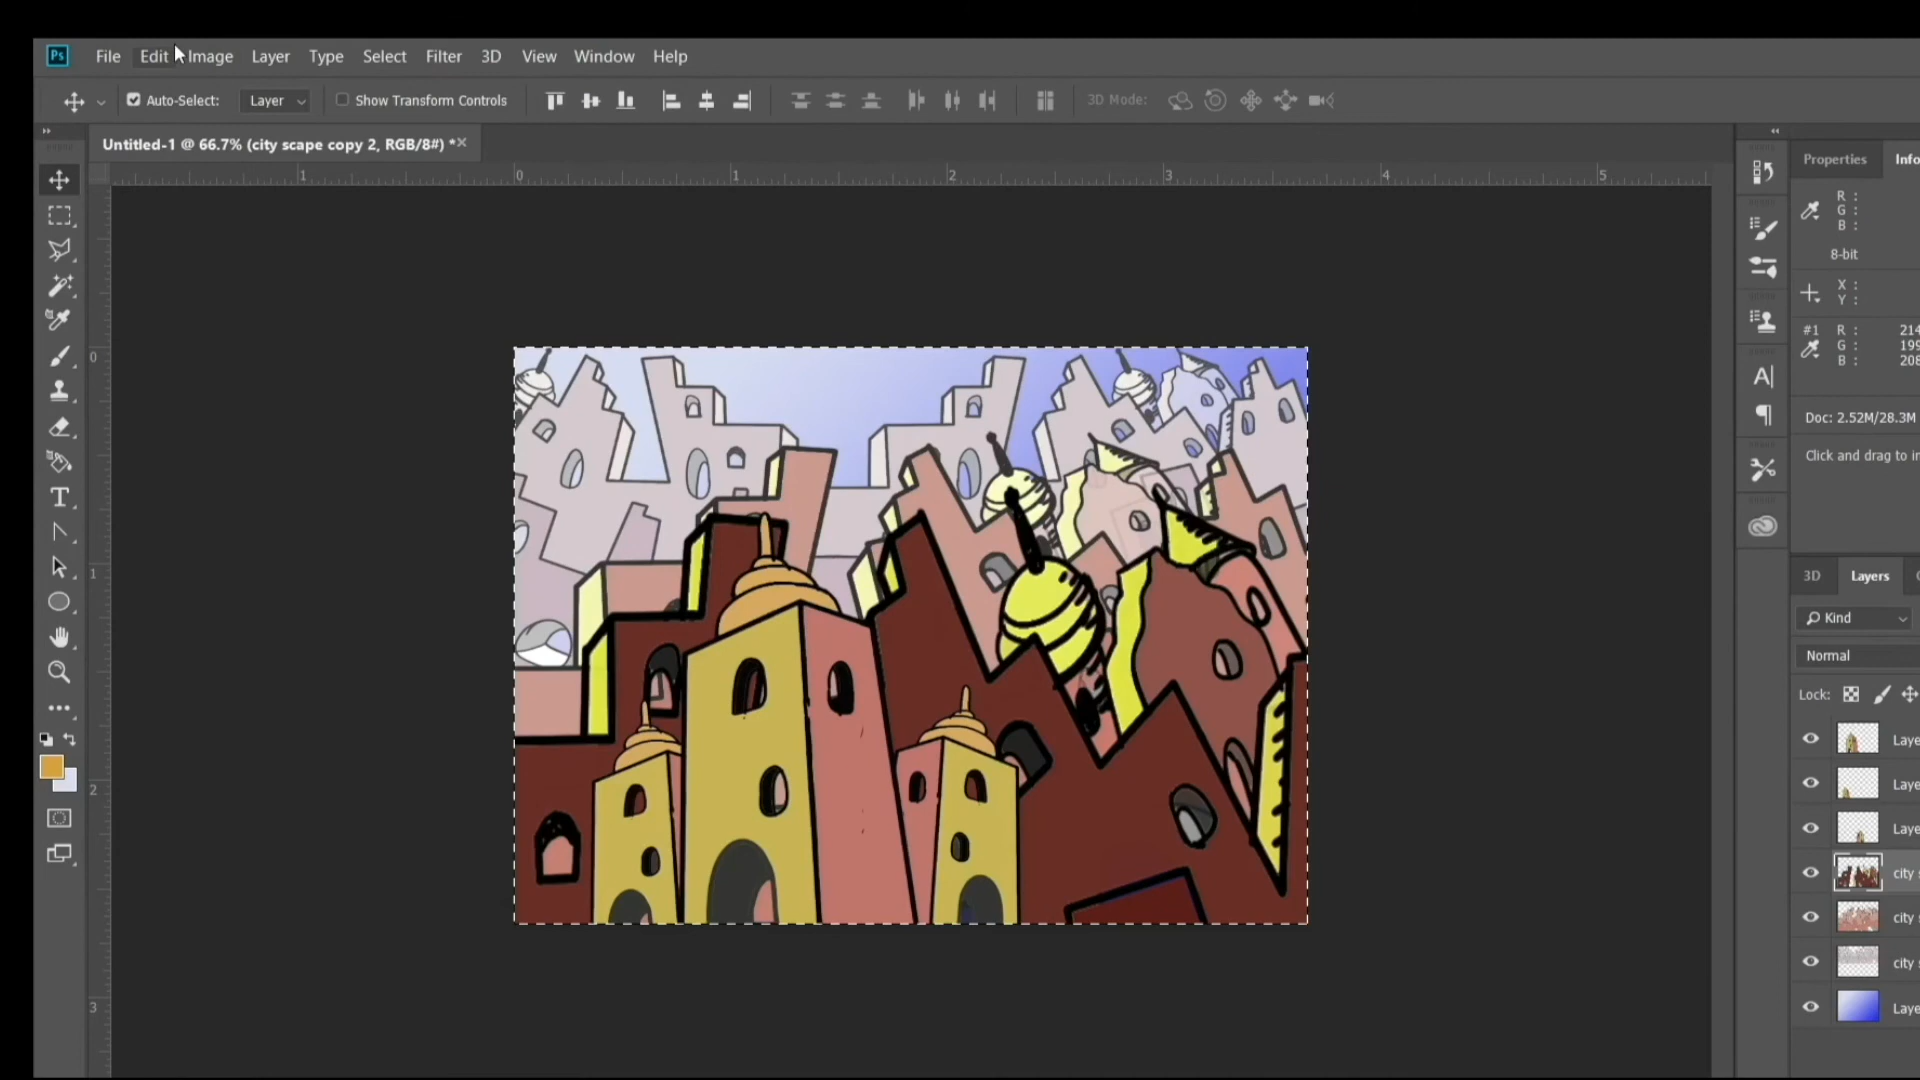 Ps File Edit Image Layer Type Select Filter 3D View Window Help
Auto-Select: Layer Show Transform Controls 3D Mode:
Untitled-1 @ 66.7% (city scape copy 2, RGB/8#) *
1 0 1 2 3 4 5
0
1
2
3
Properties Info
R :
G :
B :
8-bit
X :
Y :
#1 R : 214
G : 199
B : 208
Doc: 2.52M/28.3M
Click and drag to
3D Layers
Kind
Normal
Lock:
Laye
Laye
Laye
city
city
city
Laye